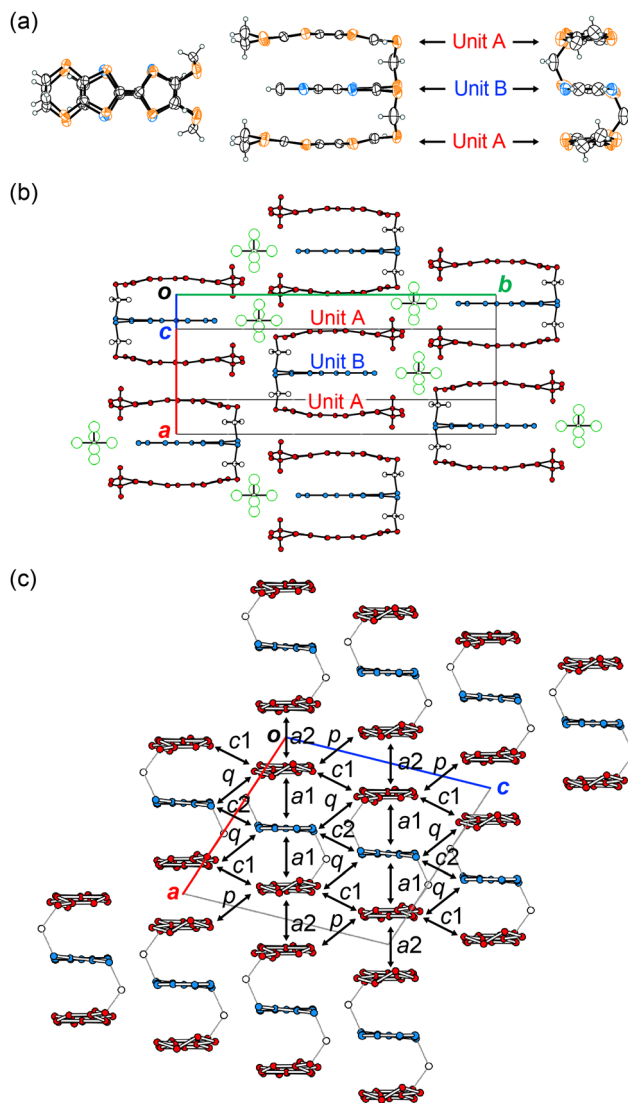 (a)
Unit A
Unit B
Unit A
(b)
o
b
c
Unit A
Unit B
Unit A
a
(c)
o
a2 p
c1
c1 a2 p
q a1 c1
c
c2 q a1 c1
c2 q
q a1 q c2
a c1 c1 a1 q
p a2 p c1
a2